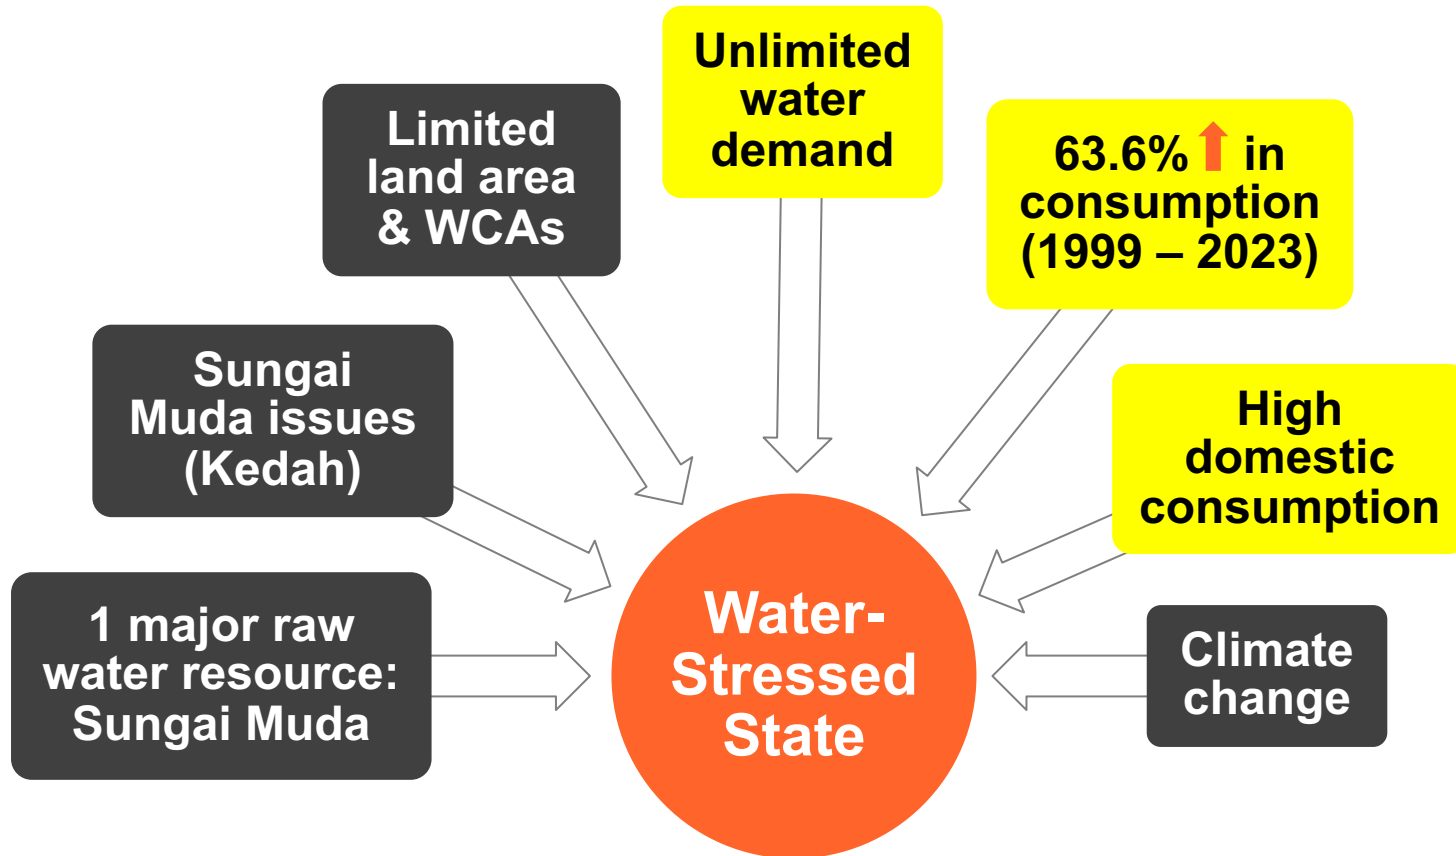 Unlimited
water
demand
Limited
land area
& WCAs
63.6% in
consumption
(1999 – 2023)
Sungai
Muda issues
(Kedah)
High
domestic
consumption
1 major raw
water resource:
Sungai Muda
Water-
Stressed
State
Climate
change